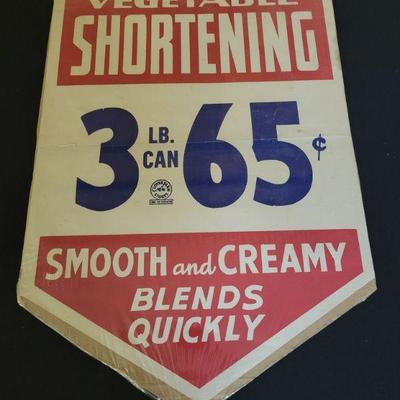 VEGETABLE
SHORTENING
3 LB. CAN 65¢
SMOOTH and CREAMY
BLENDS
QUICKLY